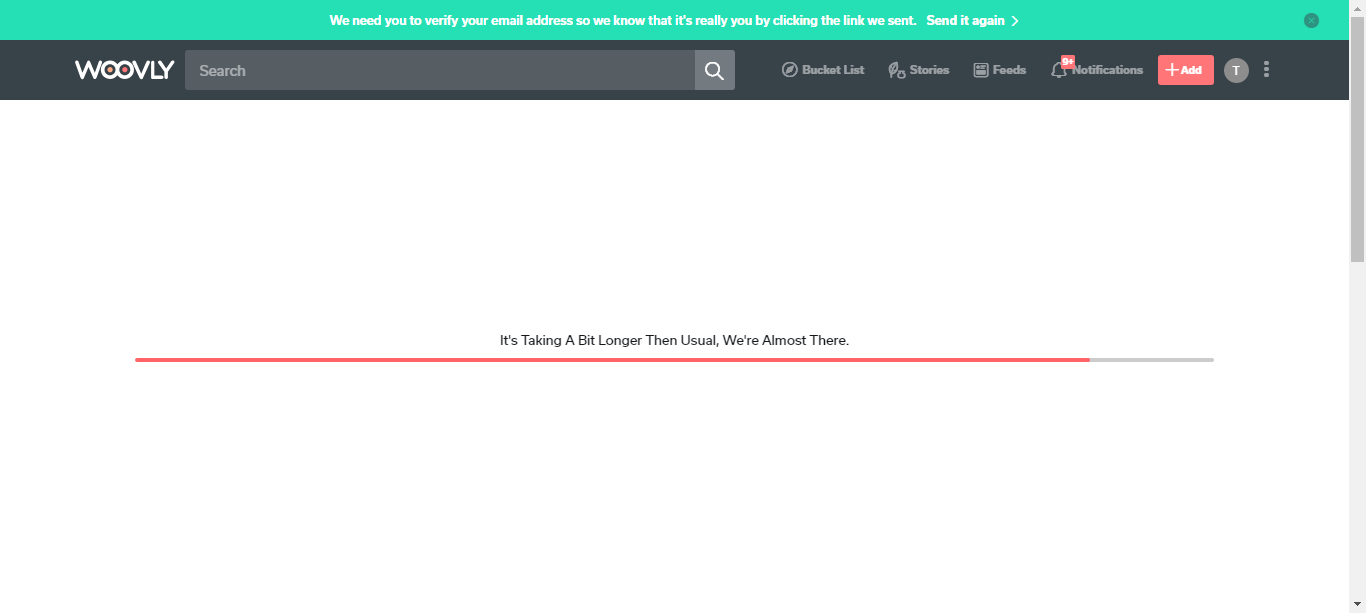 We need you to verify your email address so we know that it's really you by clicking the link we sent. Send it again
WOOVLY Search Bucket List Stories Feeds 9+ Notifications +Add T
It's Taking A Bit Longer Then Usual, We're Almost There.